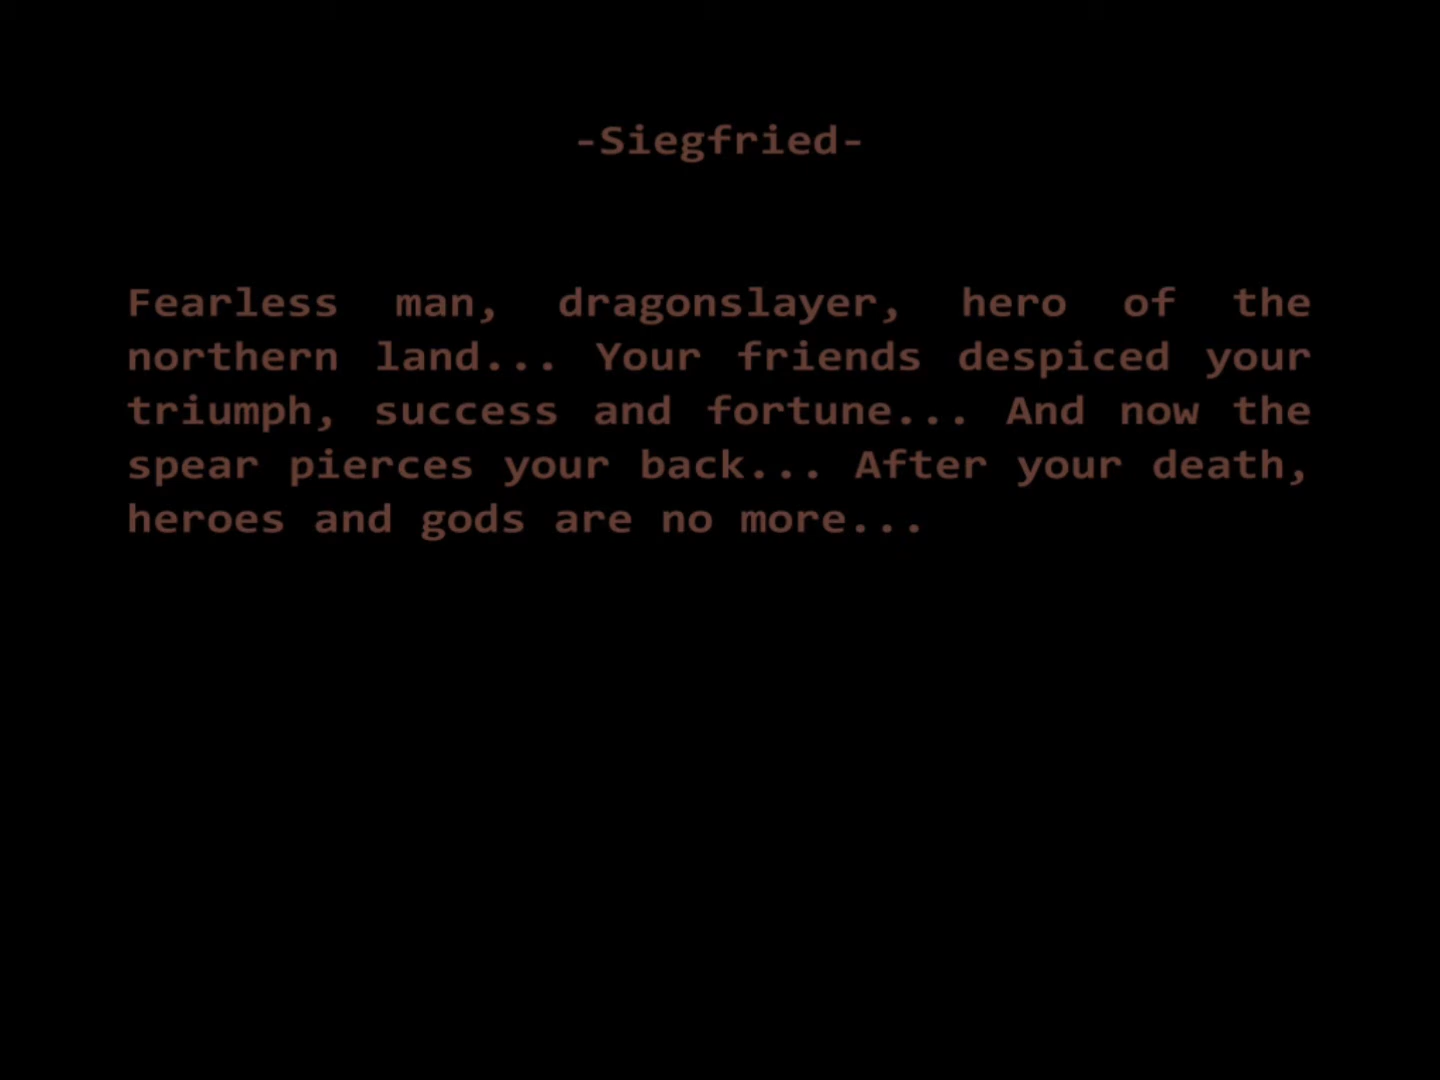 -Siegfried-
Fearless man, dragonslayer, hero of the
northern land... Your friends despiced your
triumph, success and fortune... And now the
spear pierces your back... After your death,
heroes and gods are no more...